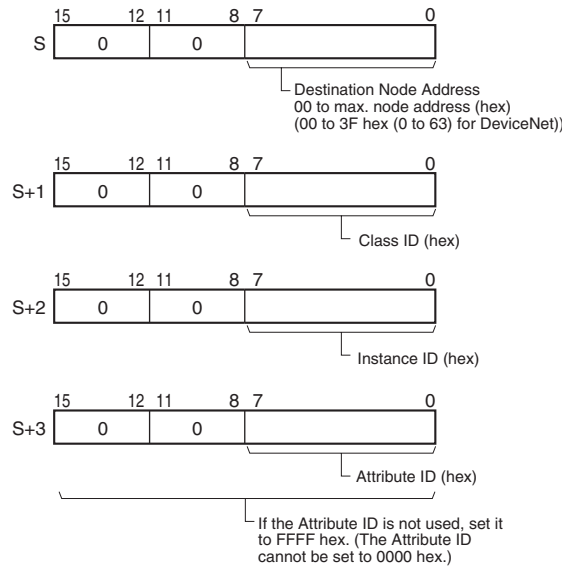 15 12 11 8 7 0
S 0 0
Destination Node Address
00 to max. node address (hex)
(00 to 3F hex (0 to 63) for DeviceNet))
15 12 11 8 7 0
S+1 0 0
Class ID (hex)
15 12 11 8 7 0
S+2 0 0
Instance ID (hex)
15 12 11 8 7 0
S+3 0 0
Attribute ID (hex)
If the Attribute ID is not used, set it
to FFFF hex. (The Attribute ID
cannot be set to 0000 hex.)